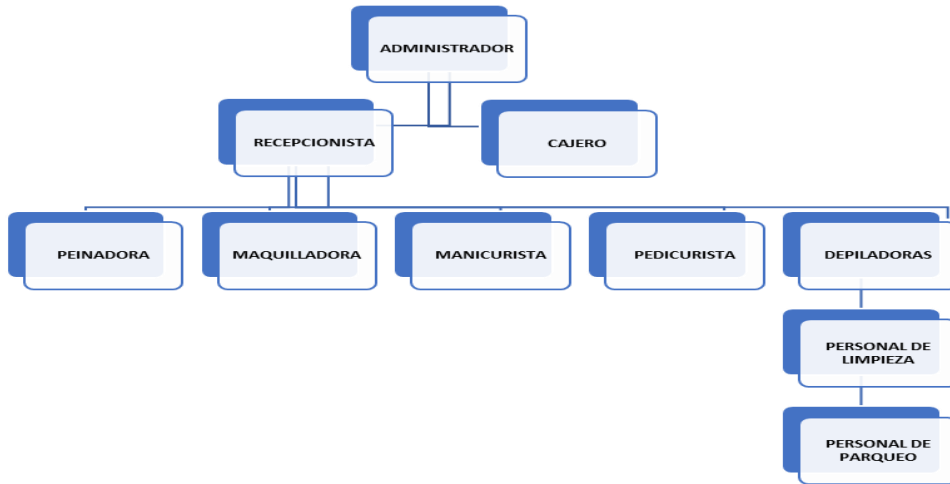 ADMINISTRADOR
RECEPCIONISTA
CAJERO
PEINADORA
MAQUILLADORA
MANICURISTA
PEDICURISTA
DEPILADORAS
PERSONAL DE
LIMPIEZA
PERSONAL DE
PARQUEO